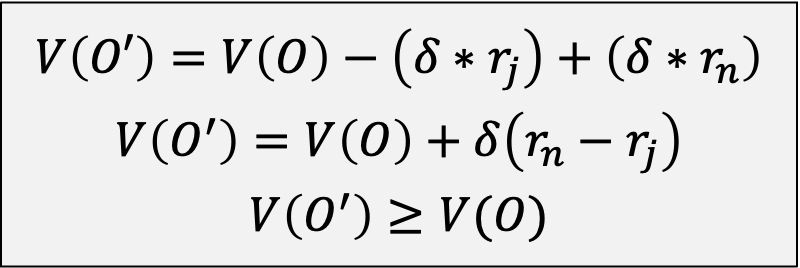 V(O′) = V(O) − (δ * r_j) + (δ * r_n)
V(O′) = V(O) + δ(r_n − r_j)
V(O′) ≥ V(O)